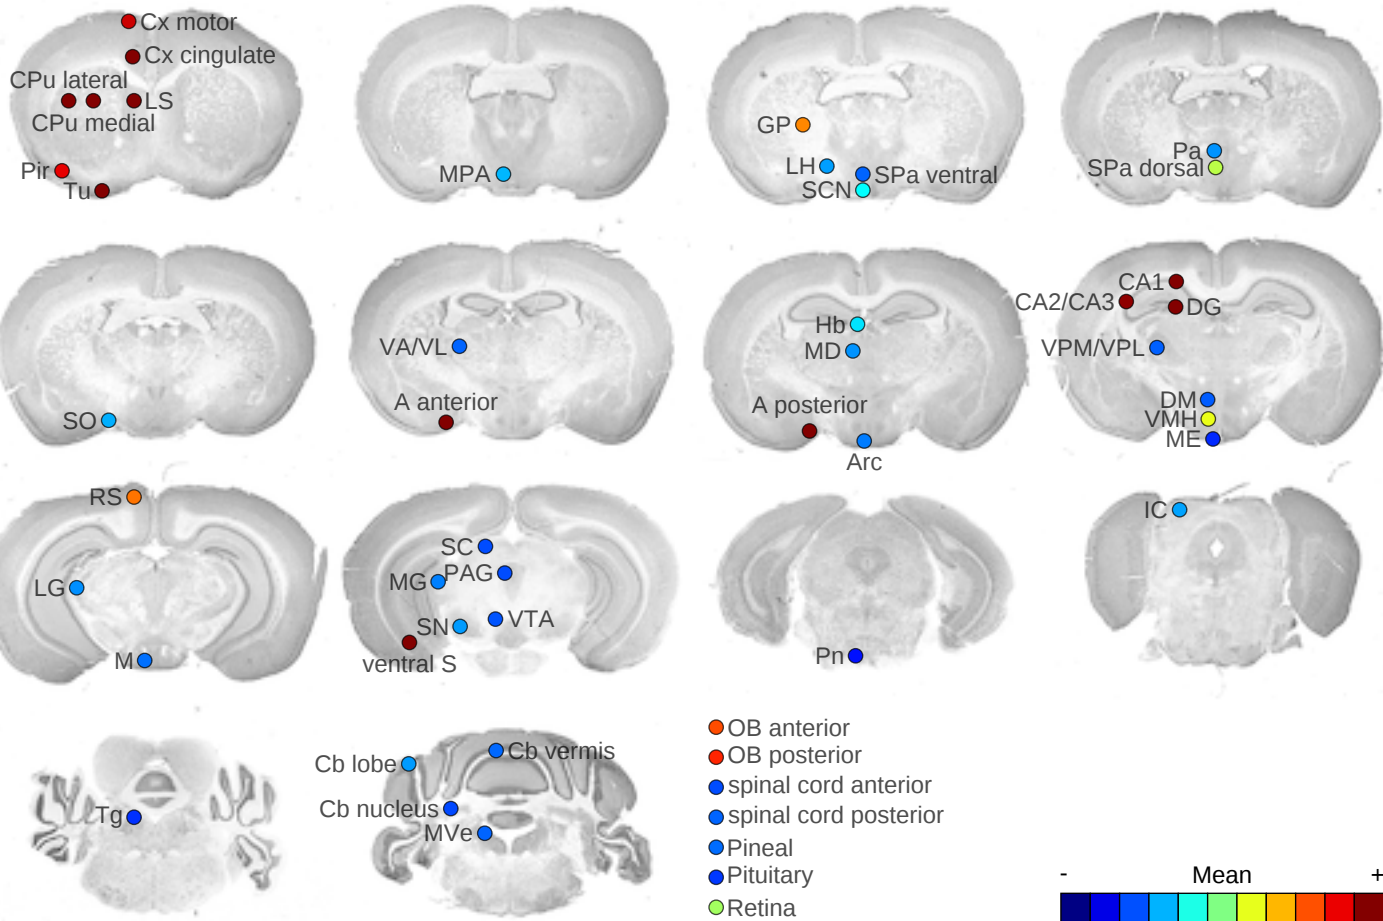 Cx motor
Cx cingulate
CPu lateral
LS
CPu medial
Pir
Tu
MPA
GP
LH
SPa ventral
SCN
Pa
SPa dorsal
SO
VA/VL
A anterior
Hb
MD
A posterior
Arc
CA1
CA2/CA3
DG
VPM/VPL
DM
VMH
ME
RS
LG
M
SC
PAG
MG
VTA
SN
ventral S
Pn
IC
Tg
Cb lobe
Cb vermis
Cb nucleus
MVe
OB anterior
OB posterior
spinal cord anterior
spinal cord posterior
Pineal
Pituitary
Retina
- Mean +